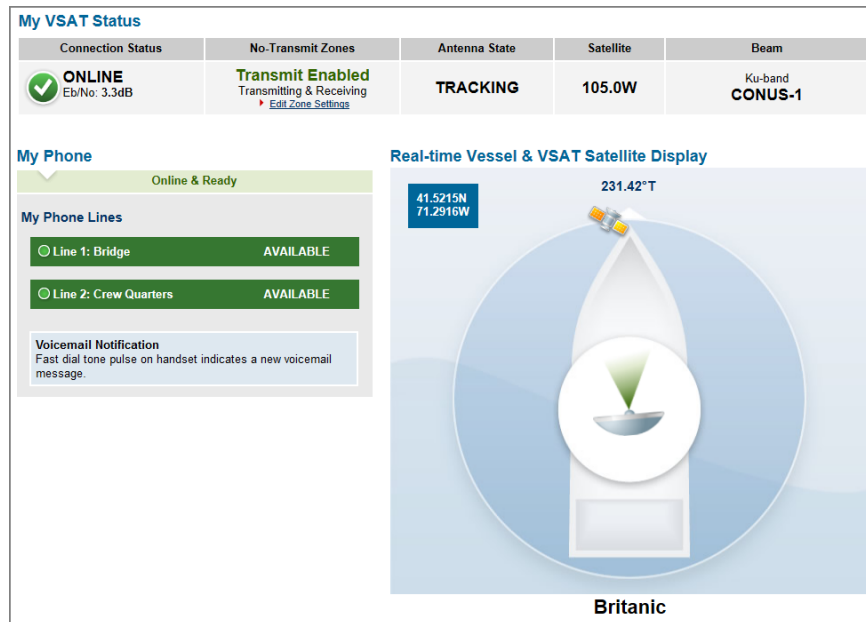 My VSAT Status
Connection Status No-Transmit Zones Antenna State Satellite Beam
ONLINE
Eb/No: 3.3dB
Transmit Enabled
Transmitting & Receiving
Edit Zone Settings
TRACKING
105.0W
Ku-band
CONUS-1
My Phone
Online & Ready
My Phone Lines
Line 1: Bridge AVAILABLE
Line 2: Crew Quarters AVAILABLE
Voicemail Notification
Fast dial tone pulse on handset indicates a new voicemail
message.
Real-time Vessel & VSAT Satellite Display
41.5215N
71.2916W
231.42°T
Britanic